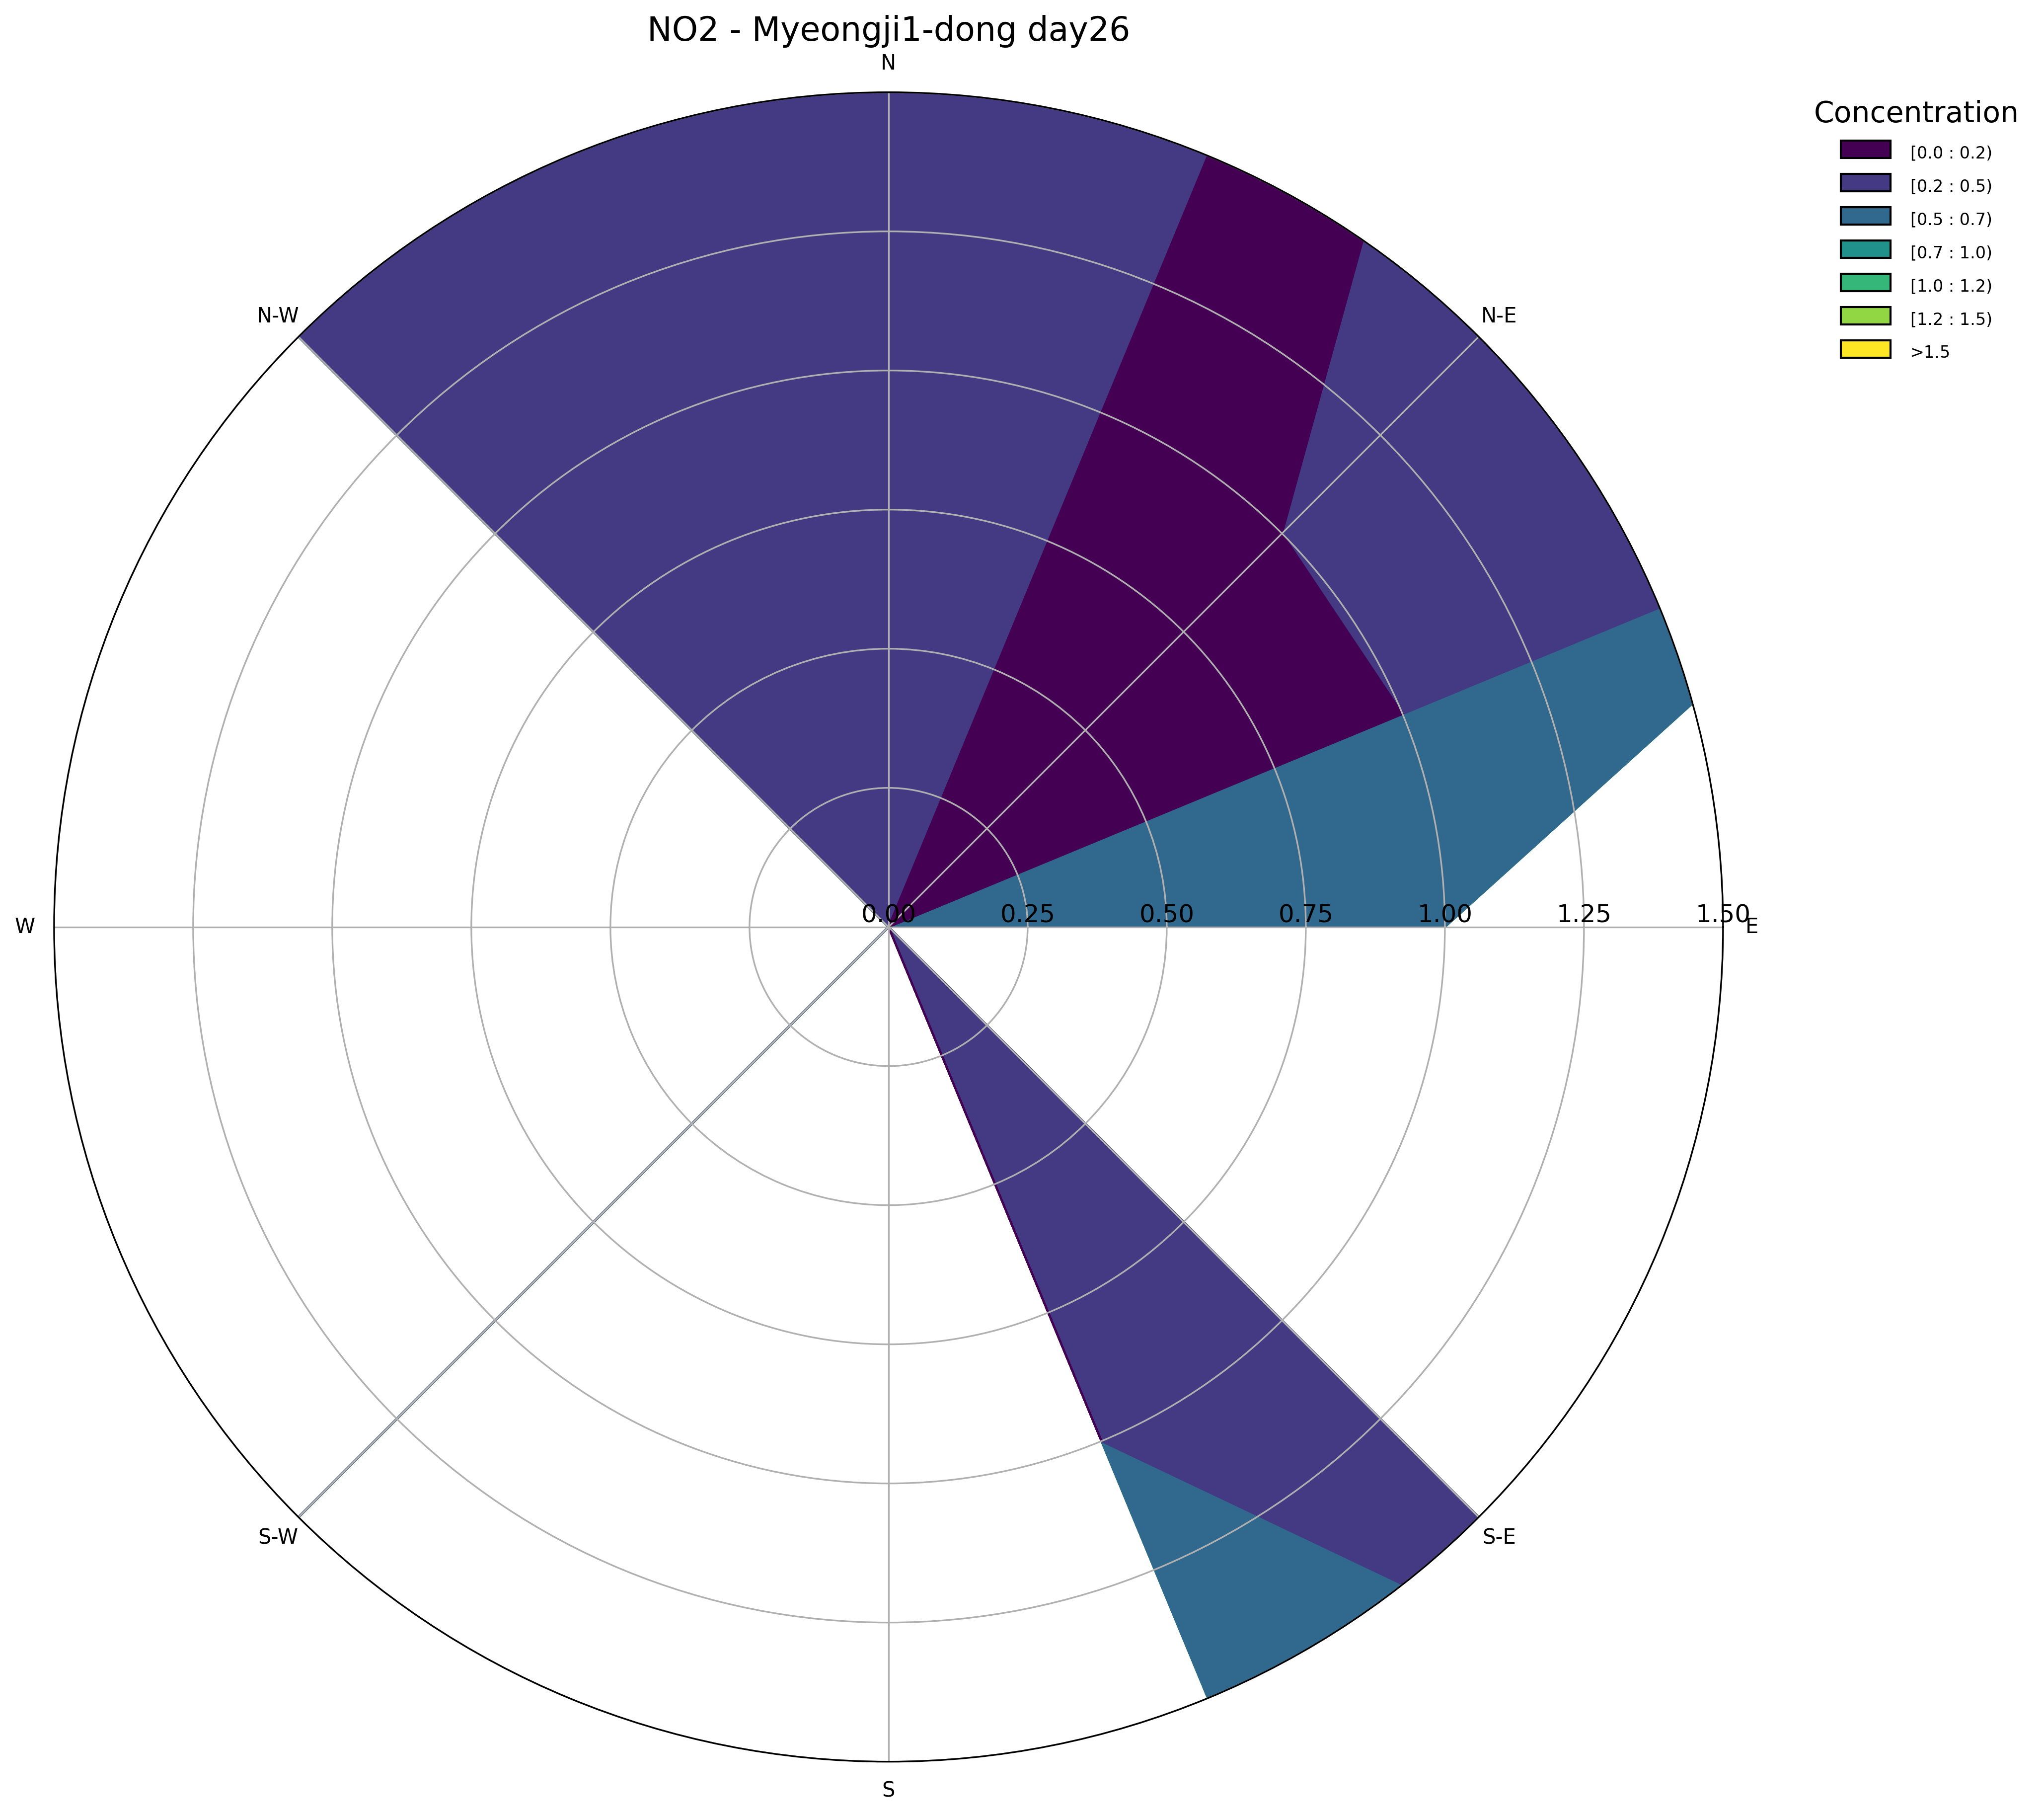 NO2 - Myeongji1-dong day26
N
Concentration
[0.0 : 0.2)
[0.2 : 0.5)
[0.5 : 0.7)
[0.7 : 1.0)
[1.0 : 1.2)
[1.2 : 1.5)
>1.5
N-W
N-E
0.00 0.25 0.50 0.75 1.00 1.25 1.50
W
E
S-W
S-E
S